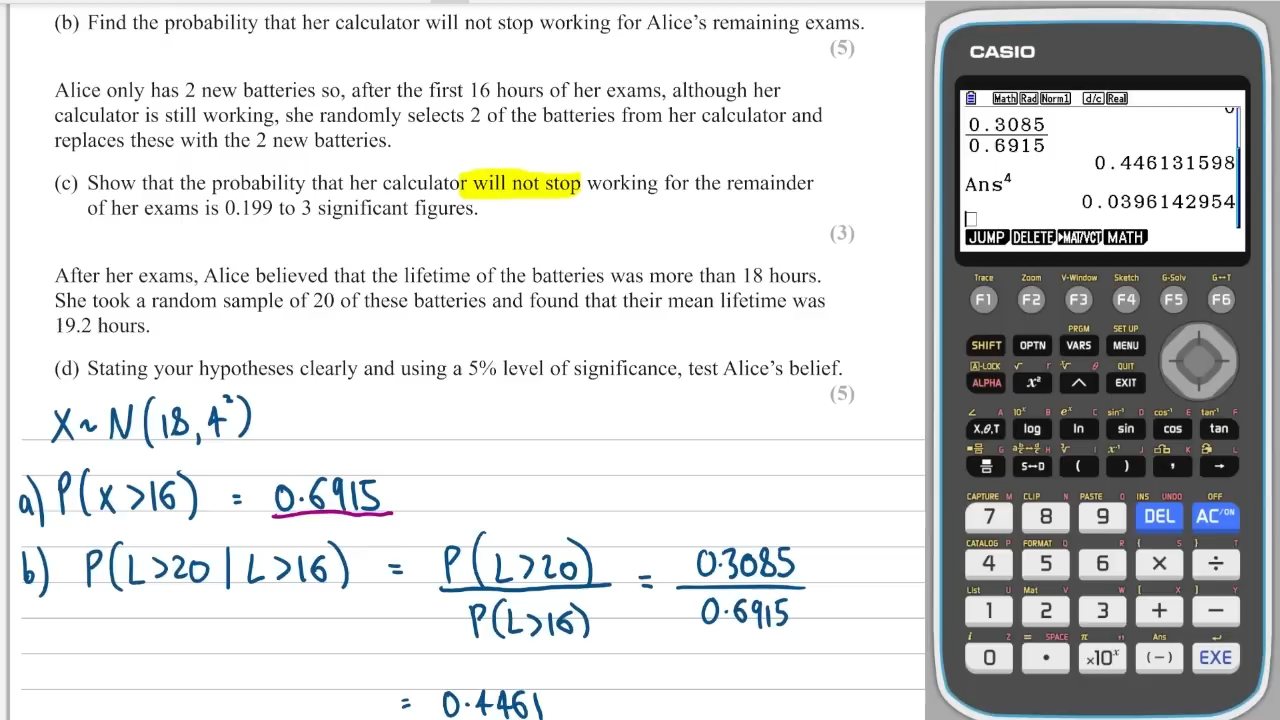 (b) Find the probability that her calculator will not stop working for Alice's remaining exams.
(5)
Alice only has 2 new batteries so, after the first 16 hours of her exams, although her
calculator is still working, she randomly selects 2 of the batteries from her calculator and
replaces these with the 2 new batteries.
(c) Show that the probability that her calculator will not stop working for the remainder
of her exams is 0.199 to 3 significant figures.
(3)
After her exams, Alice believed that the lifetime of the batteries was more than 18 hours.
She took a random sample of 20 of these batteries and found that their mean lifetime was
19.2 hours.
(d) Stating your hypotheses clearly and using a 5% level of significance, test Alice's belief.
(5)
X ~ N(18, 4²)
a) P(X > 16) = 0.6915
b) P(L > 20 | L > 16) = P(L > 20) / P(L > 16) = 0.3085 / 0.6915
= 0.4461
CASIO
Math Rad Norm1 d/c Real
0.3085
0.6915
0.446131598
Ans⁴
0.0396142954
JUMP DELETE ►MAT/VCT MATH
Trace Zoom V-Window Sketch G-Solv G↔T
F1 F2 F3 F4 F5 F6
PRGM SET UP
SHIFT OPTN VARS MENU
A-LOCK √ r ˣ√ θ QUIT
ALPHA x² ^ EXIT
∠ A 10ˣ B eˣ C sin⁻¹ D cos⁻¹ E tan⁻¹ F
X,θ,T log ln sin cos tan
G H ³√ I x⁻¹ J K L
S↔D ( ) , →
CAPTURE M CLIP N PASTE O INS UNDO OFF
7 8 9 DEL AC/ON
CATALOG P FORMAT Q R { S } T
4 5 6 × ÷
List U Mat V W [ X ] Y
1 2 3 + −
i Z = SPACE π " Ans ↵
0 • ×10ˣ (−) EXE